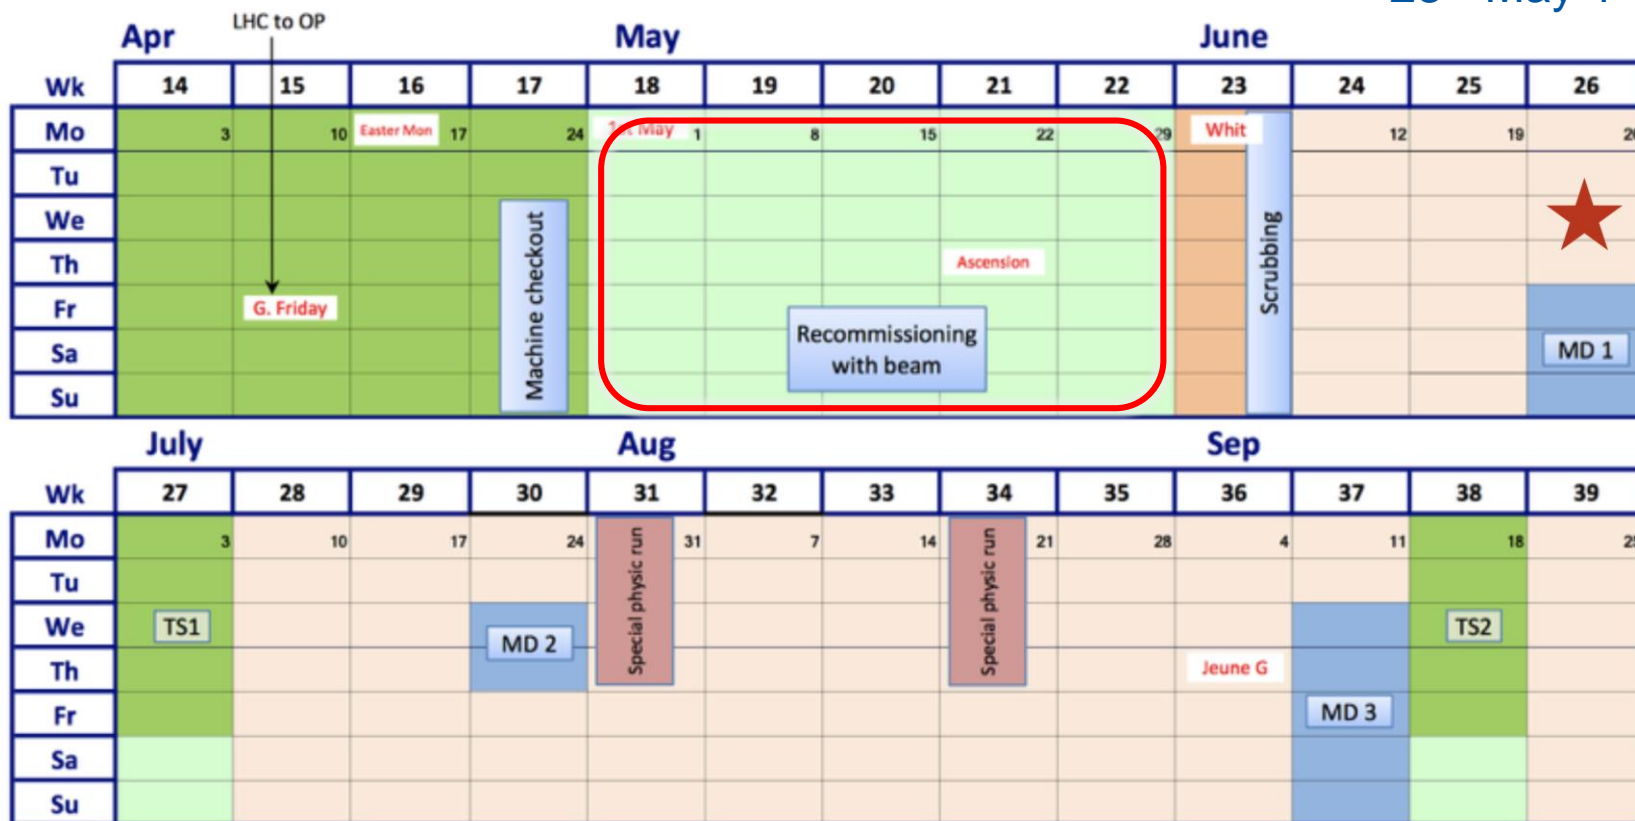 LHC to OP
Apr May June
Wk 14 15 16 17 18 19 20 21 22 23 24 25 26
Mo 3 10 Easter Mon 17 24 1st May 1 8 15 22 29 Whit 12 19
Tu
We
Th Ascension
Fr G. Friday
Sa
Su
Machine checkout
Recommissioning
with beam
Scrubbing
MD 1
July Aug Sep
Wk 27 28 29 30 31 32 33 34 35 36 37 38 39
Mo 3 10 17 24 31 7 14 21 28 4 11 18
Tu
We TS1 TS2
MD 2
Th Jeune G
Fr MD 3
Sa
Su
Special physic run
Special physic run